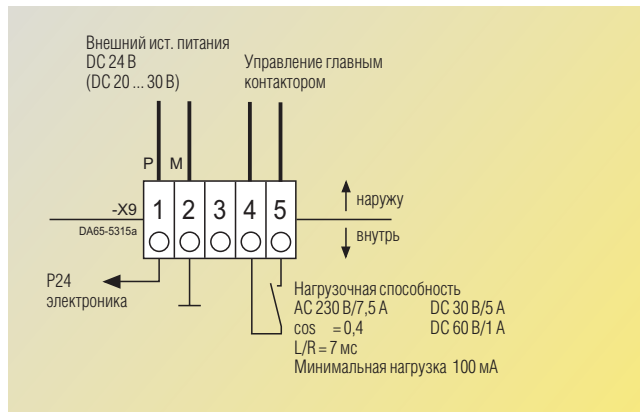 Внешний ист. питания
DC 24 В
(DC 20 ... 30 В)
Управление главным
контактором
P M
-X9
1 2 3 4 5
наружу
DA65-5315a
внутрь
P24
электроника
Нагрузочная способность
AC 230 В/7,5 А DC 30 В/5 А
cos = 0,4 DC 60 В/1 А
L/R = 7 мс
Минимальная нагрузка 100 мА